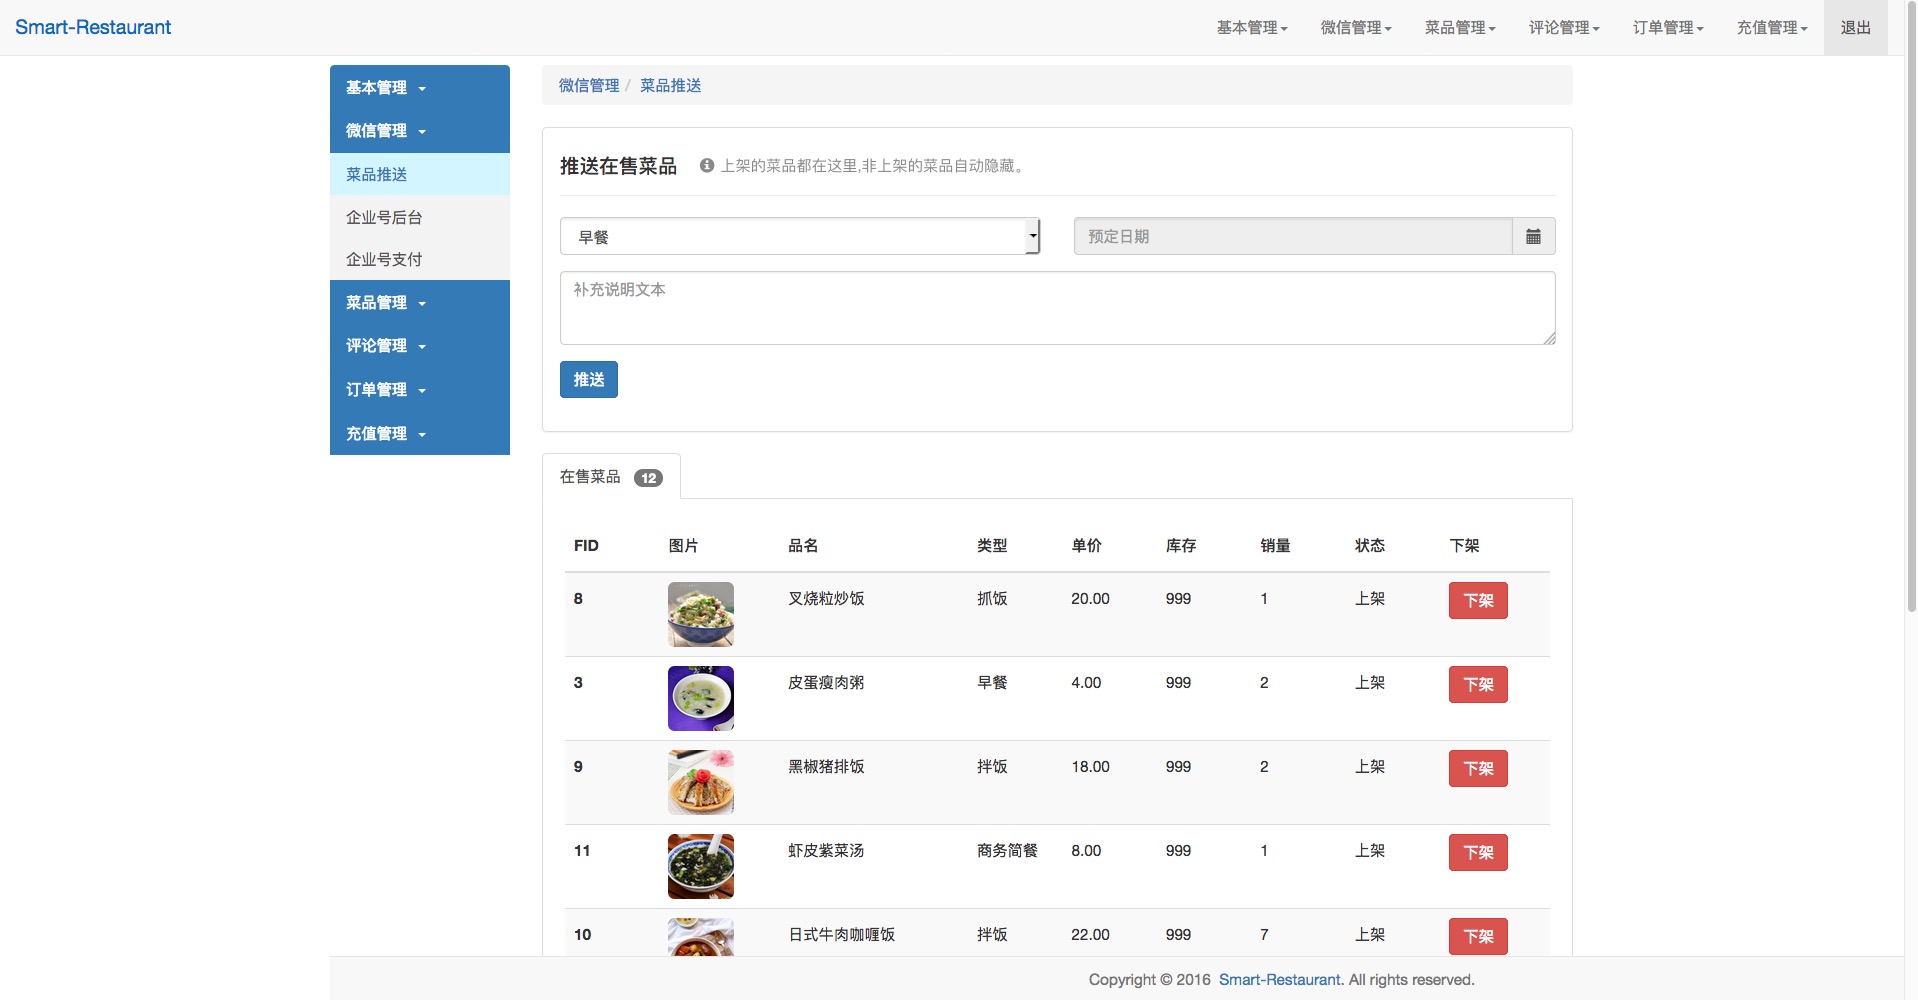 Smart-Restaurant 基本管理 微信管理 菜品管理 评论管理 订单管理 充值管理 退出
基本管理
微信管理
菜品推送
企业号后台
企业号支付
菜品管理
评论管理
订单管理
充值管理
微信管理 / 菜品推送
推送在售菜品 上架的菜品都在这里,非上架的菜品自动隐藏。
早餐 预定日期
补充说明文本
推送
在售菜品 12
FID 图片 品名 类型 单价 库存 销量 状态 下架
8 叉烧粒炒饭 抓饭 20.00 999 1 上架 下架
3 皮蛋瘦肉粥 早餐 4.00 999 2 上架 下架
9 黑椒猪排饭 拌饭 18.00 999 2 上架 下架
11 虾皮紫菜汤 商务简餐 8.00 999 1 上架 下架
10 日式牛肉咖喱饭 拌饭 22.00 999 7 上架 下架
Copyright © 2016 Smart-Restaurant. All rights reserved.